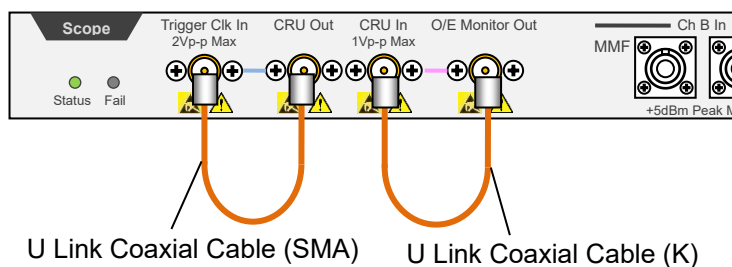 Scope
Trigger Clk In
2Vp-p Max
CRU Out
CRU In
1Vp-p Max
O/E Monitor Out
Ch B In
MMF
Status
Fail
+5dBm Peak M
U Link Coaxial Cable (SMA)
U Link Coaxial Cable (K)